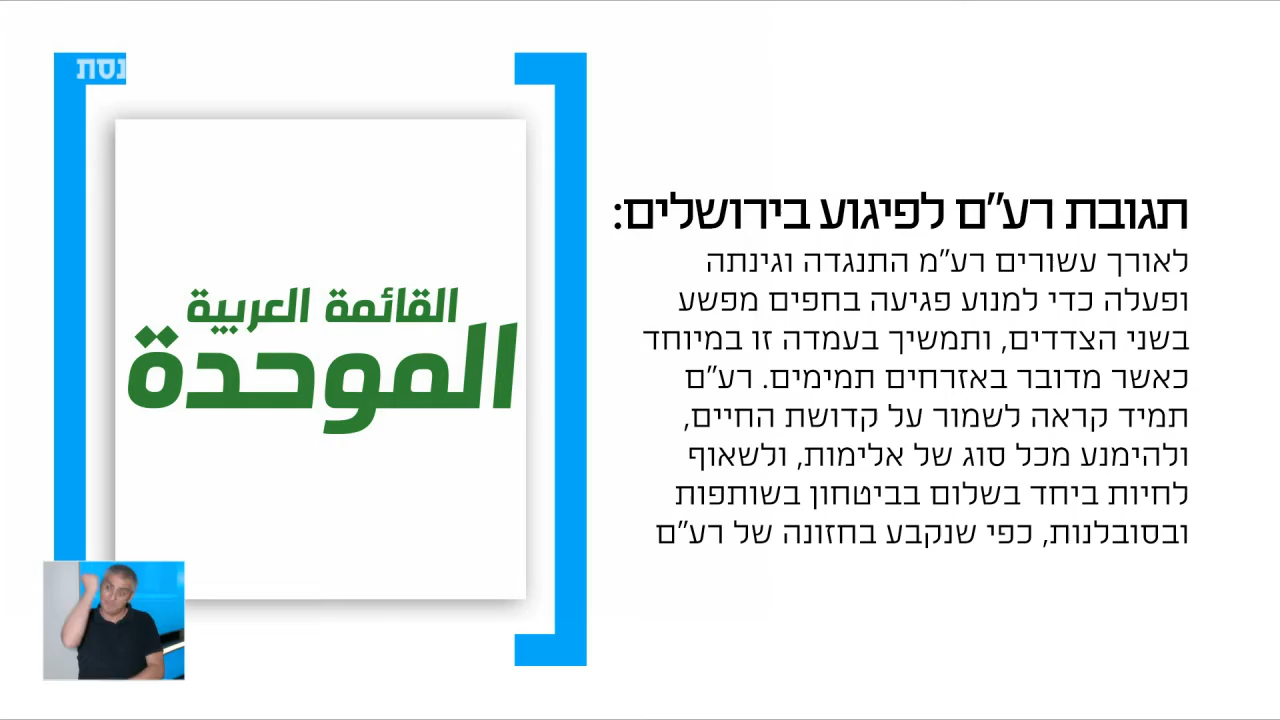 נסת
תגובת רע"ם לפיגוע בירושלים:
לאורך עשורים רע"מ התנגדה וגינתה
ופעלה כדי למנוע פגיעה בחפים מפשע
בשני הצדדים, ותמשיך בעמדה זו במיוחד
כאשר מדובר באזרחים תמימים. רע"ם
תמיד קראה לשמור על קדושת החיים,
ולהימנע מכל סוג של אלימות, ולשאוף
לחיות ביחד בשלום בביטחון בשותפות
ובסובלנות, כפי שנקבע בחזונה של רע"ם
القائمة العربية
الموحدة